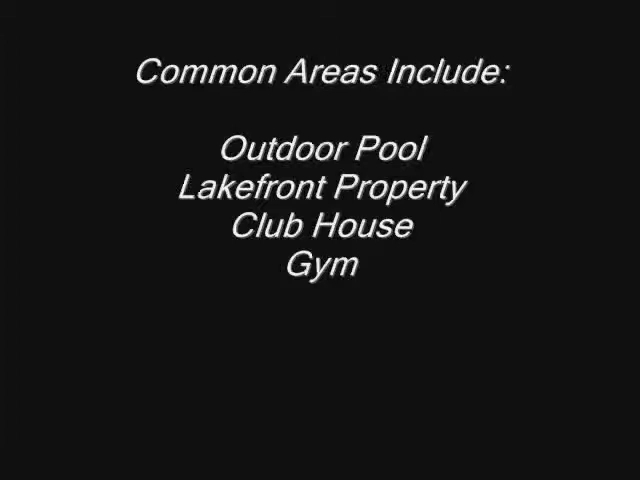 Common Areas Include:
Outdoor Pool
Lakefront Property
Club House
Gym